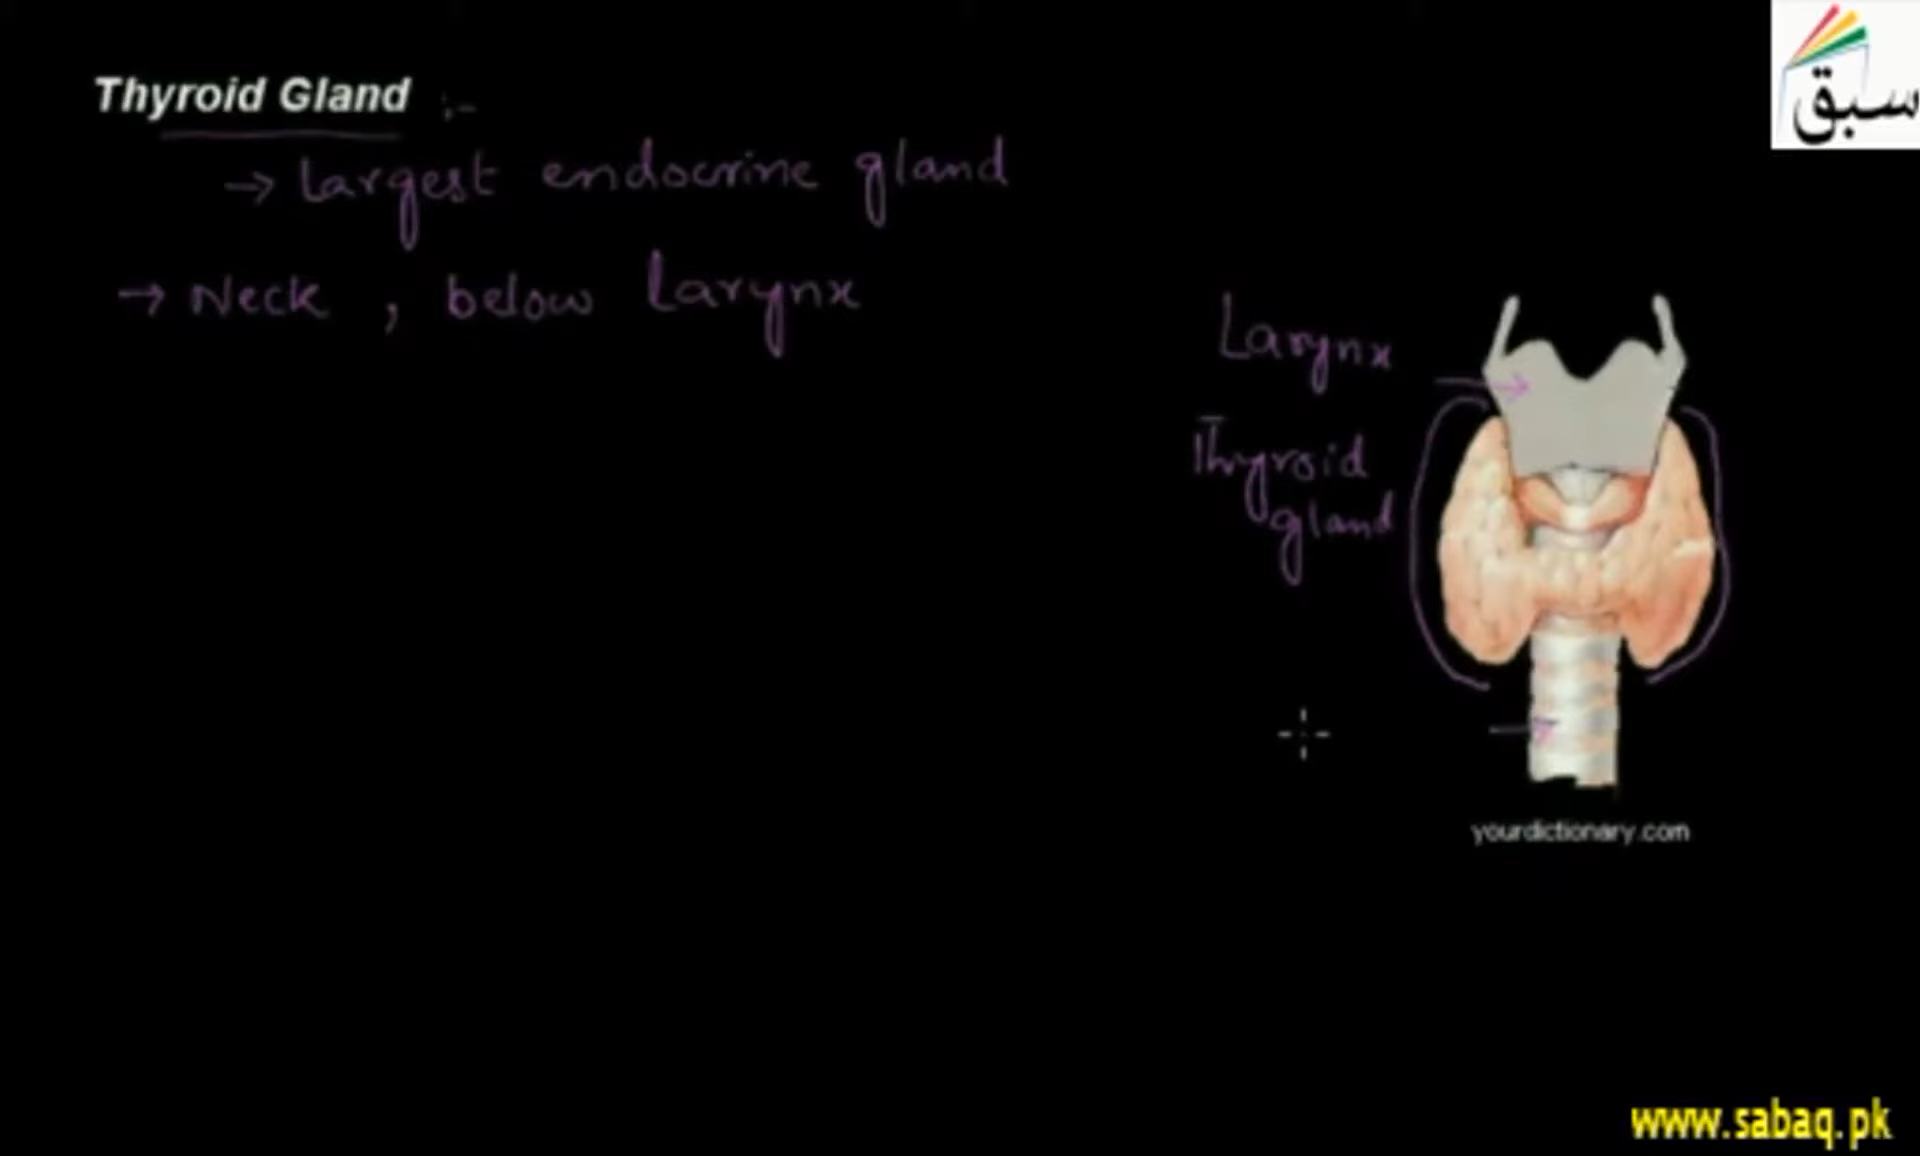 Thyroid Gland :-
→ Largest endocrine gland
→ Neck , below Larynx
Larynx
Thyroid
gland
yourdictionary.com
سبق
www.sabaq.pk